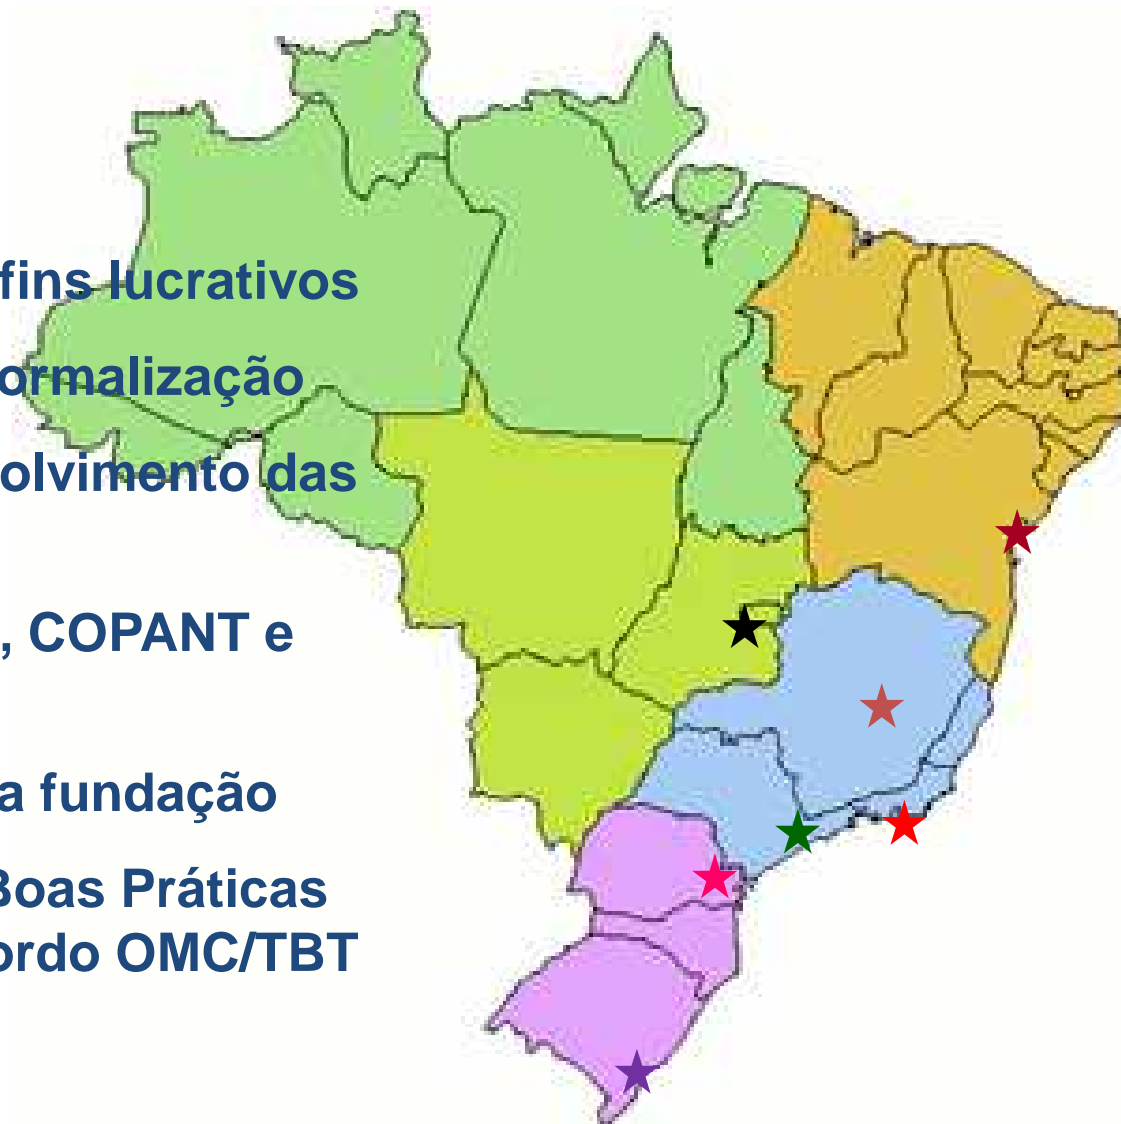 fins lucrativos
ormalização
olvimento das
, COPANT e
a fundação
Boas Práticas
ordo OMC/TBT